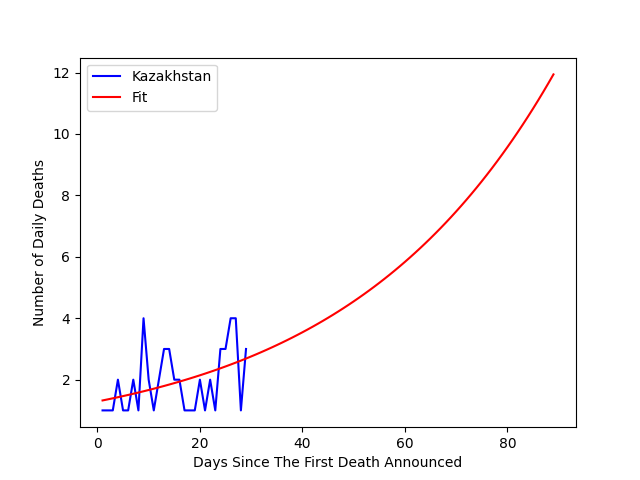 Kazakhstan
Fit
12
10
8
6
4
2
Number of Daily Deaths
0 20 40 60 80
Days Since The First Death Announced